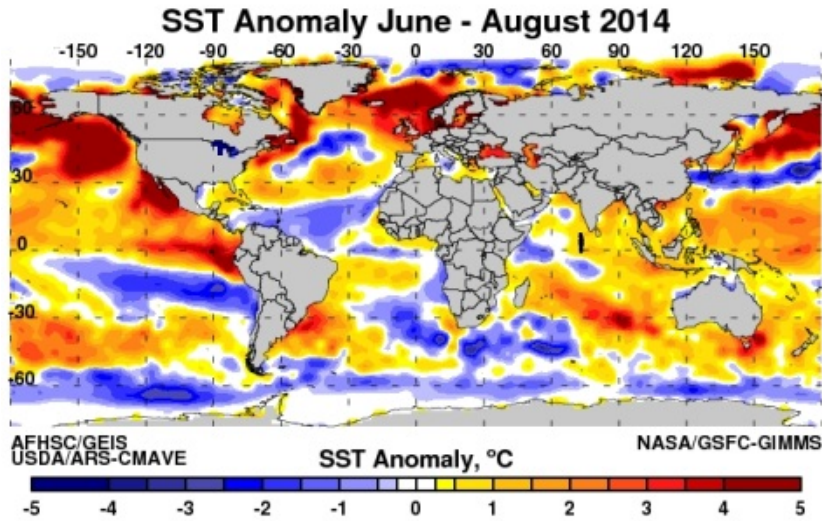 SST Anomaly June - August 2014
-150 -120 -90 -60 -30 0 30 60 90 120 150
60
30
0
-30
-60
AFHSC/GEIS
USDA/ARS-CMAVE
NASA/GSFC-GIMMS
SST Anomaly, ºC
-5 -4 -3 -2 -1 0 1 2 3 4 5